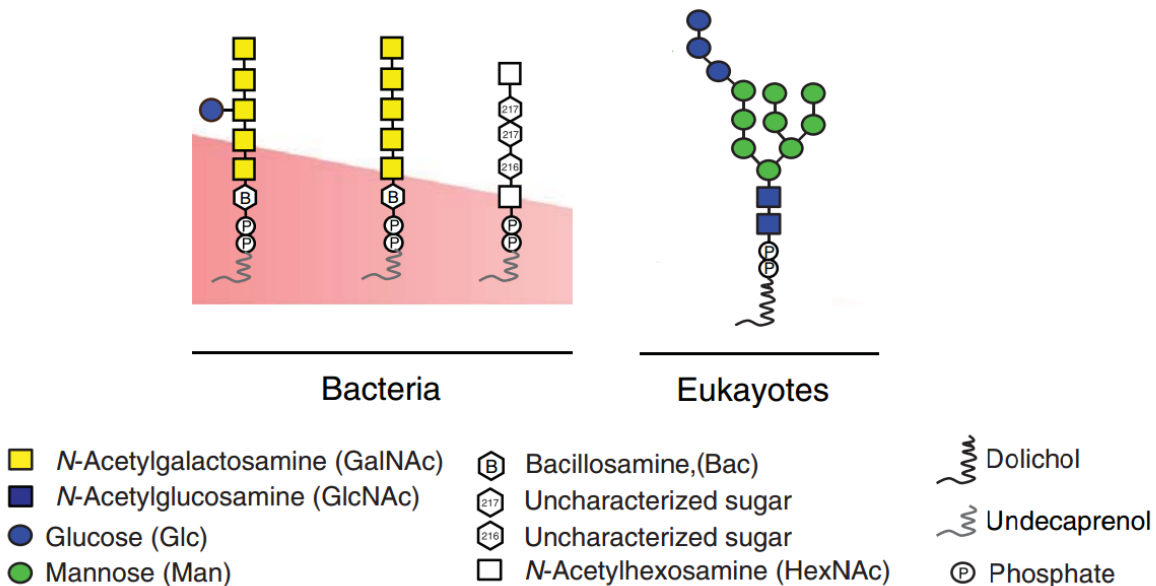 217
217
216
B
B
P
P
P
P
P
P
P
P
Bacteria
Eukayotes
N-Acetylgalactosamine (GalNAc)
N-Acetylglucosamine (GlcNAc)
Glucose (Glc)
Mannose (Man)
B Bacillosamine,(Bac)
217 Uncharacterized sugar
216 Uncharacterized sugar
N-Acetylhexosamine (HexNAc)
Dolichol
Undecaprenol
P Phosphate